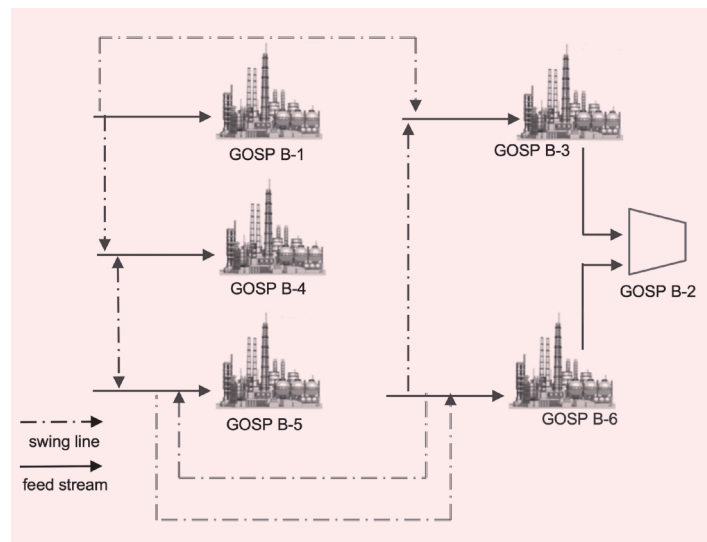 GOSP B-1
GOSP B-3
GOSP B-4
GOSP B-2
GOSP B-5
GOSP B-6
swing line
feed stream